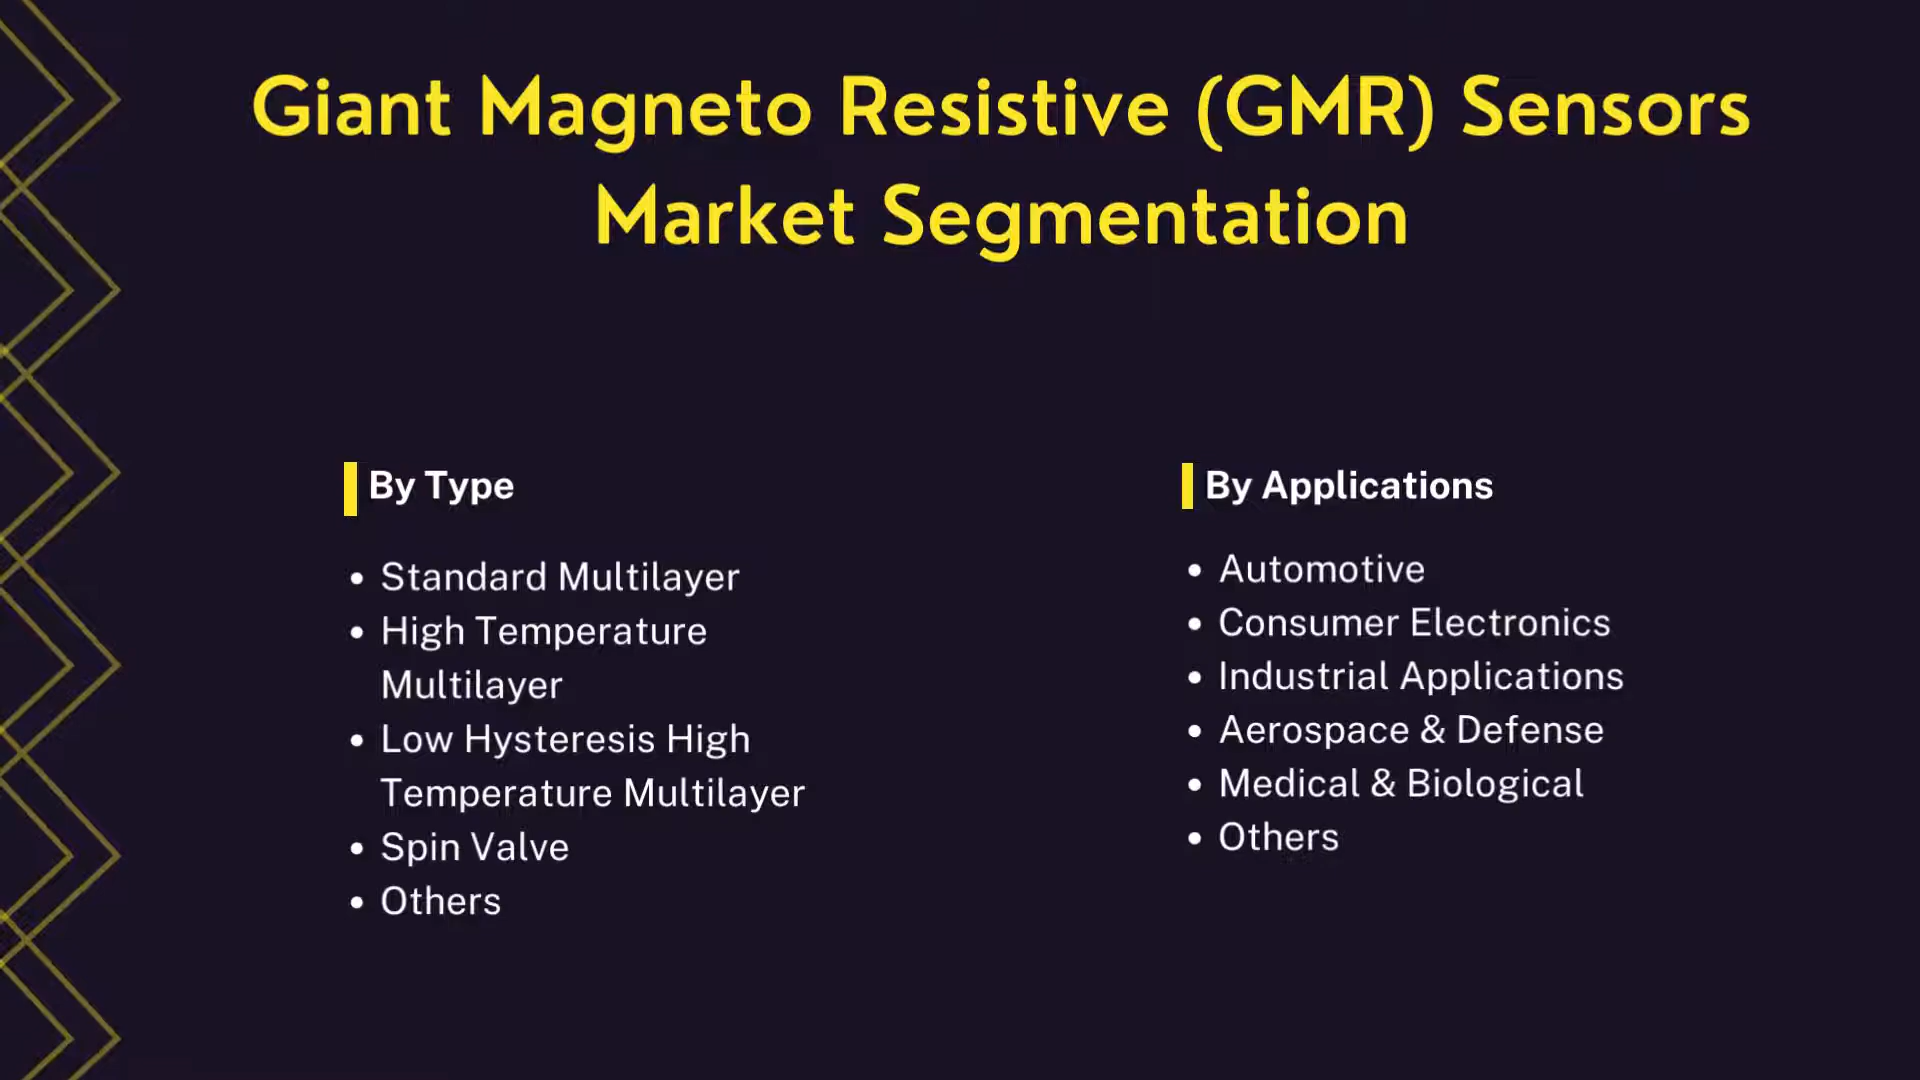 Giant Magneto Resistive (GMR) Sensors
Market Segmentation
By Type
• Standard Multilayer
• High Temperature
Multilayer
• Low Hysteresis High
Temperature Multilayer
• Spin Valve
• Others
By Applications
• Automotive
• Consumer Electronics
• Industrial Applications
• Aerospace & Defense
• Medical & Biological
• Others